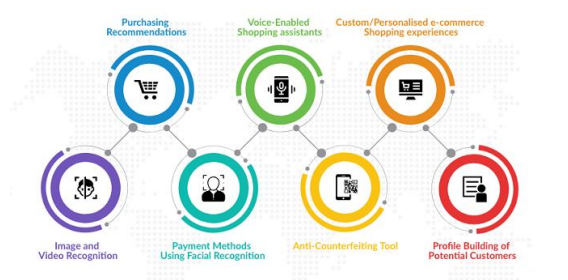 Purchasing
Recommendations
Voice-Enabled
Shopping assistants
Custom/Personalised e-commerce
Shopping experiences
Image and
Video Recognition
Payment Methods
Using Facial Recognition
Anti-Counterfeiting Tool
Profile Building of
Potential Customers